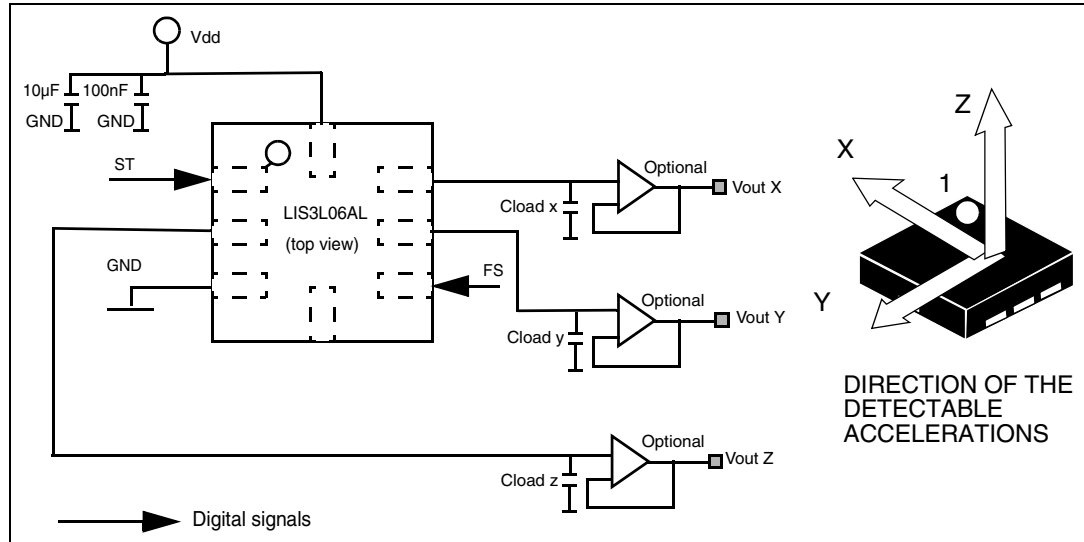 Vdd
10µF
100nF
GND
GND
ST
LIS3L06AL
(top view)
GND
FS
Optional
Cload x
Vout X
Optional
Cload y
Vout Y
Optional
Cload z
Vout Z
Digital signals
Z
X
1
Y
DIRECTION OF THE
DETECTABLE
ACCELERATIONS